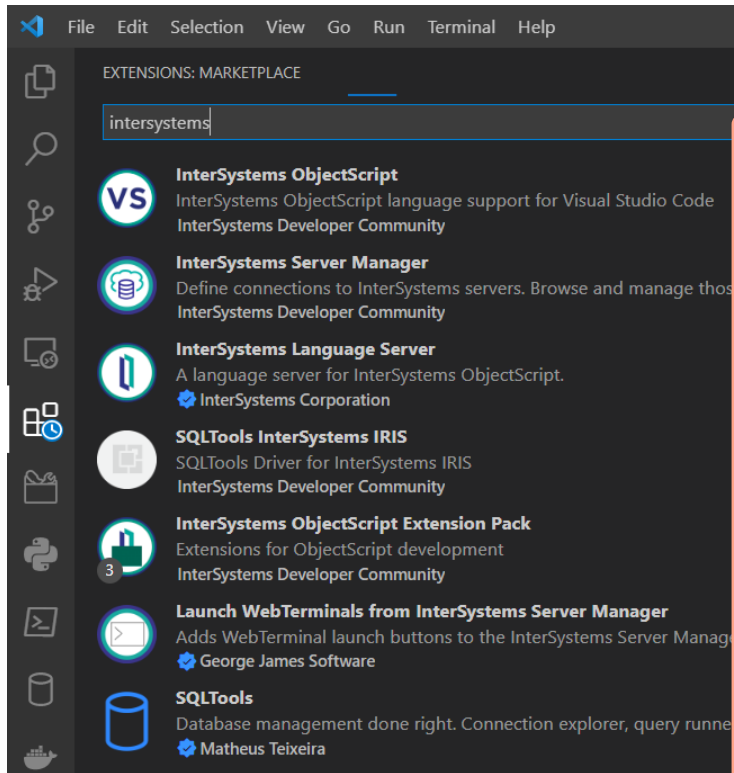 File Edit Selection View Go Run Terminal Help
EXTENSIONS: MARKETPLACE
intersystems
VS
InterSystems ObjectScript
InterSystems ObjectScript language support for Visual Studio Code
InterSystems Developer Community
InterSystems Server Manager
Define connections to InterSystems servers. Browse and manage thos
InterSystems Developer Community
InterSystems Language Server
A language server for InterSystems ObjectScript.
InterSystems Corporation
SQLTools InterSystems IRIS
SQLTools Driver for InterSystems IRIS
InterSystems Developer Community
InterSystems ObjectScript Extension Pack
Extensions for ObjectScript development
3
InterSystems Developer Community
Launch WebTerminals from InterSystems Server Manager
Adds WebTerminal launch buttons to the InterSystems Server Manag
George James Software
SQLTools
Database management done right. Connection explorer, query runne
Matheus Teixeira